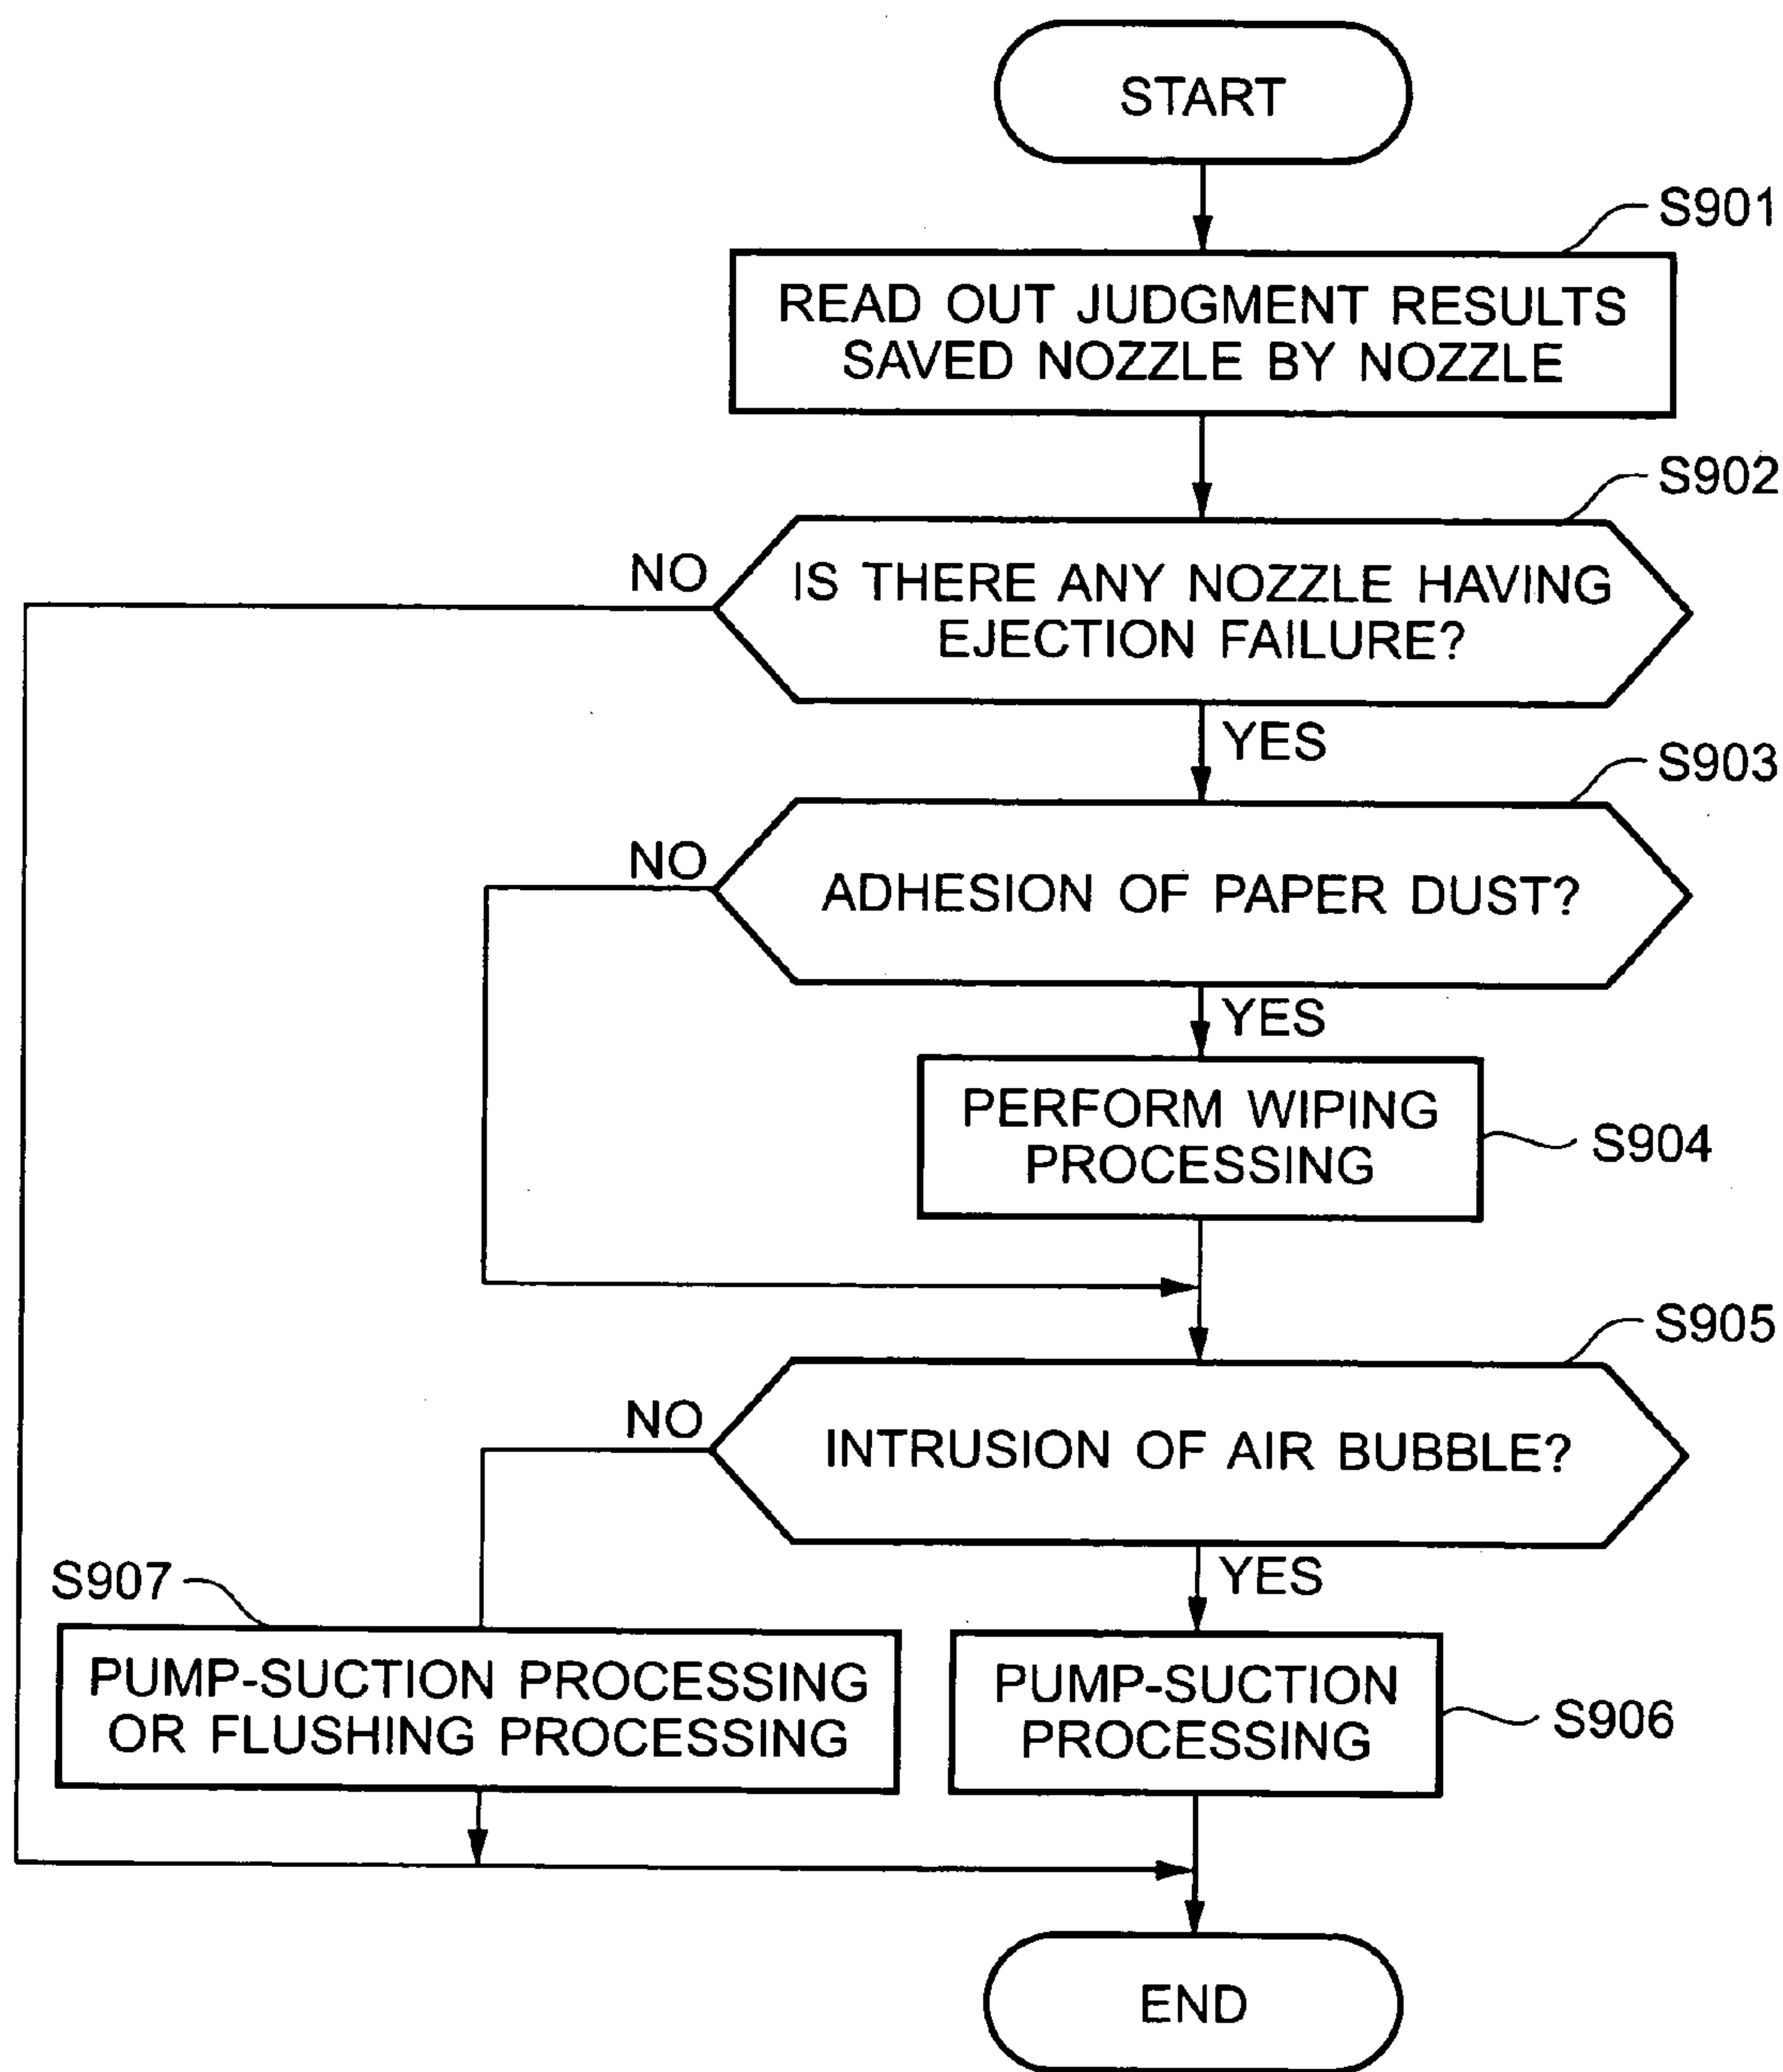 START
S901
READ OUT JUDGMENT RESULTS
SAVED NOZZLE BY NOZZLE
S902
NO
IS THERE ANY NOZZLE HAVING
EJECTION FAILURE?
YES
S903
NO
ADHESION OF PAPER DUST?
YES
PERFORM WIPING
PROCESSING
S904
S905
NO
INTRUSION OF AIR BUBBLE?
YES
S907
PUMP-SUCTION PROCESSING
OR FLUSHING PROCESSING
PUMP-SUCTION
PROCESSING
S906
END